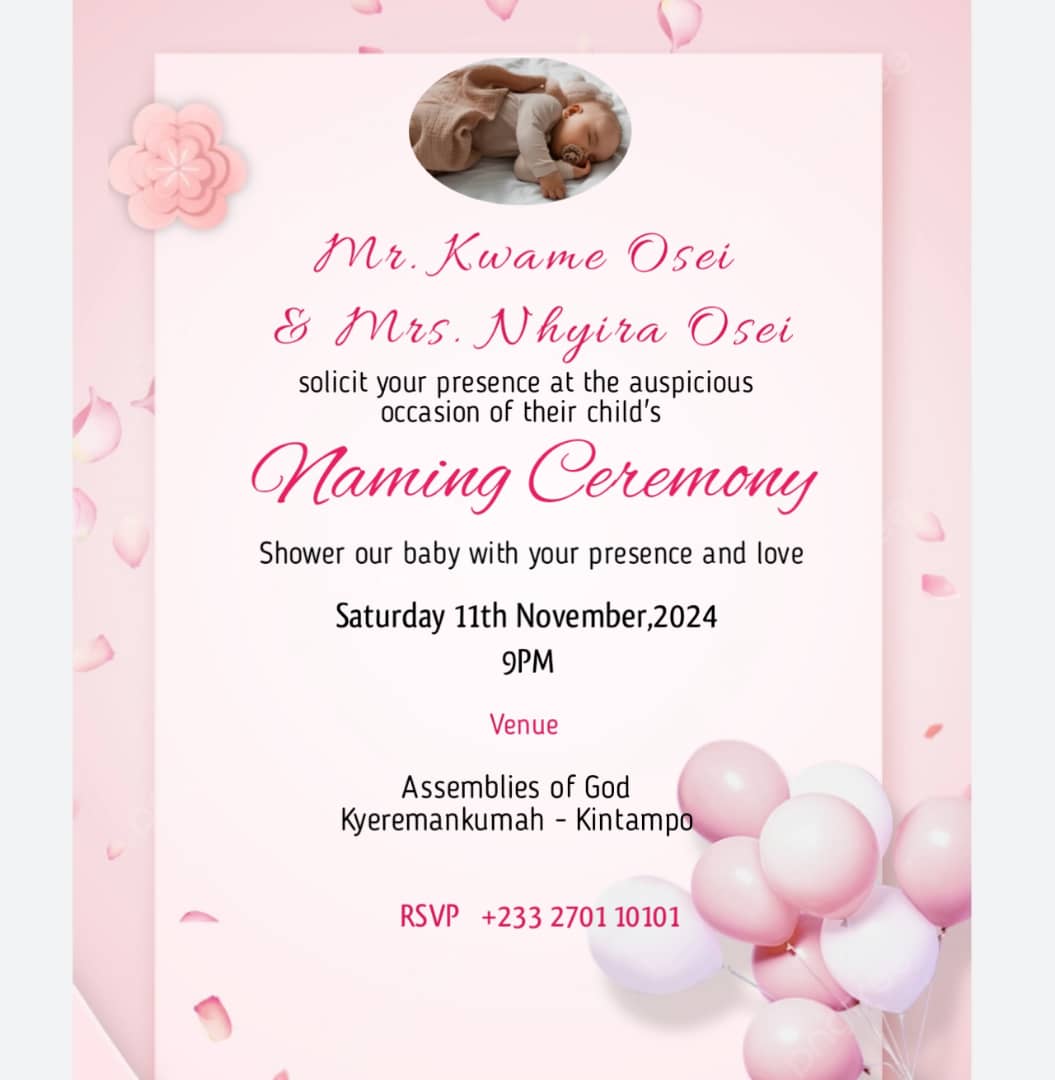 Mr. Kwame Osei
& Mrs. Nhyira Osei
solicit your presence at the auspicious
occasion of their child's
Naming Ceremony
Shower our baby with your presence and love
Saturday 11th November,2024
9PM
Venue
Assemblies of God
Kyeremankumah - Kintampo
RSVP +233 2701 10101